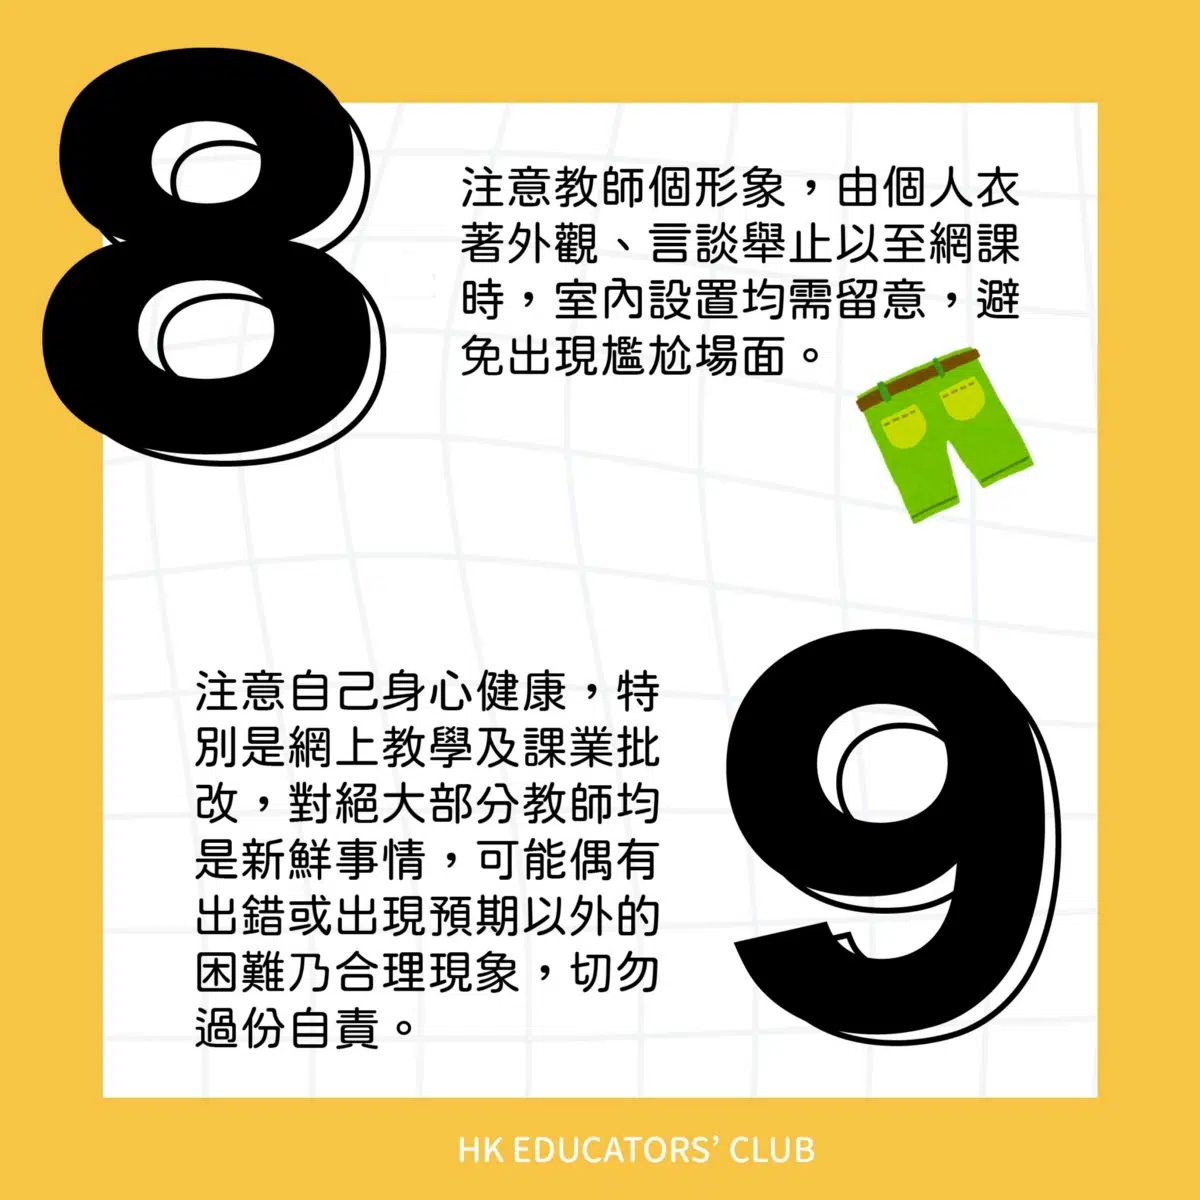 8
注意教師個形象，由個人衣
著外觀、言談舉止以至網課
時，室內設置均需留意，避
免出現尷尬場面。
注意自己身心健康，特
別是網上教學及課業批
改，對絕大部分教師均
是新鮮事情，可能偶有
出錯或出現預期以外的
困難乃合理現象，切勿
過份自責。
9
HK EDUCATORS’ CLUB